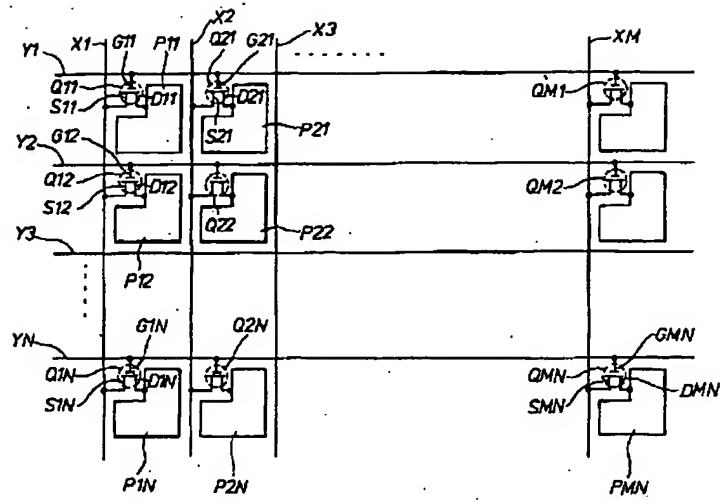 X1 G11 P11 X2 Q21 G21 X3 XM
Y1
Q11 D11 D21 QM1
S11 S21 P21
G12
Y2
Q12 D12 QM2
S12 Q22
Y3 P12 P22
YN G1N Q2N GMN
Q1N D1N QMN
S1N SMN DMN
P1N P2N PMN